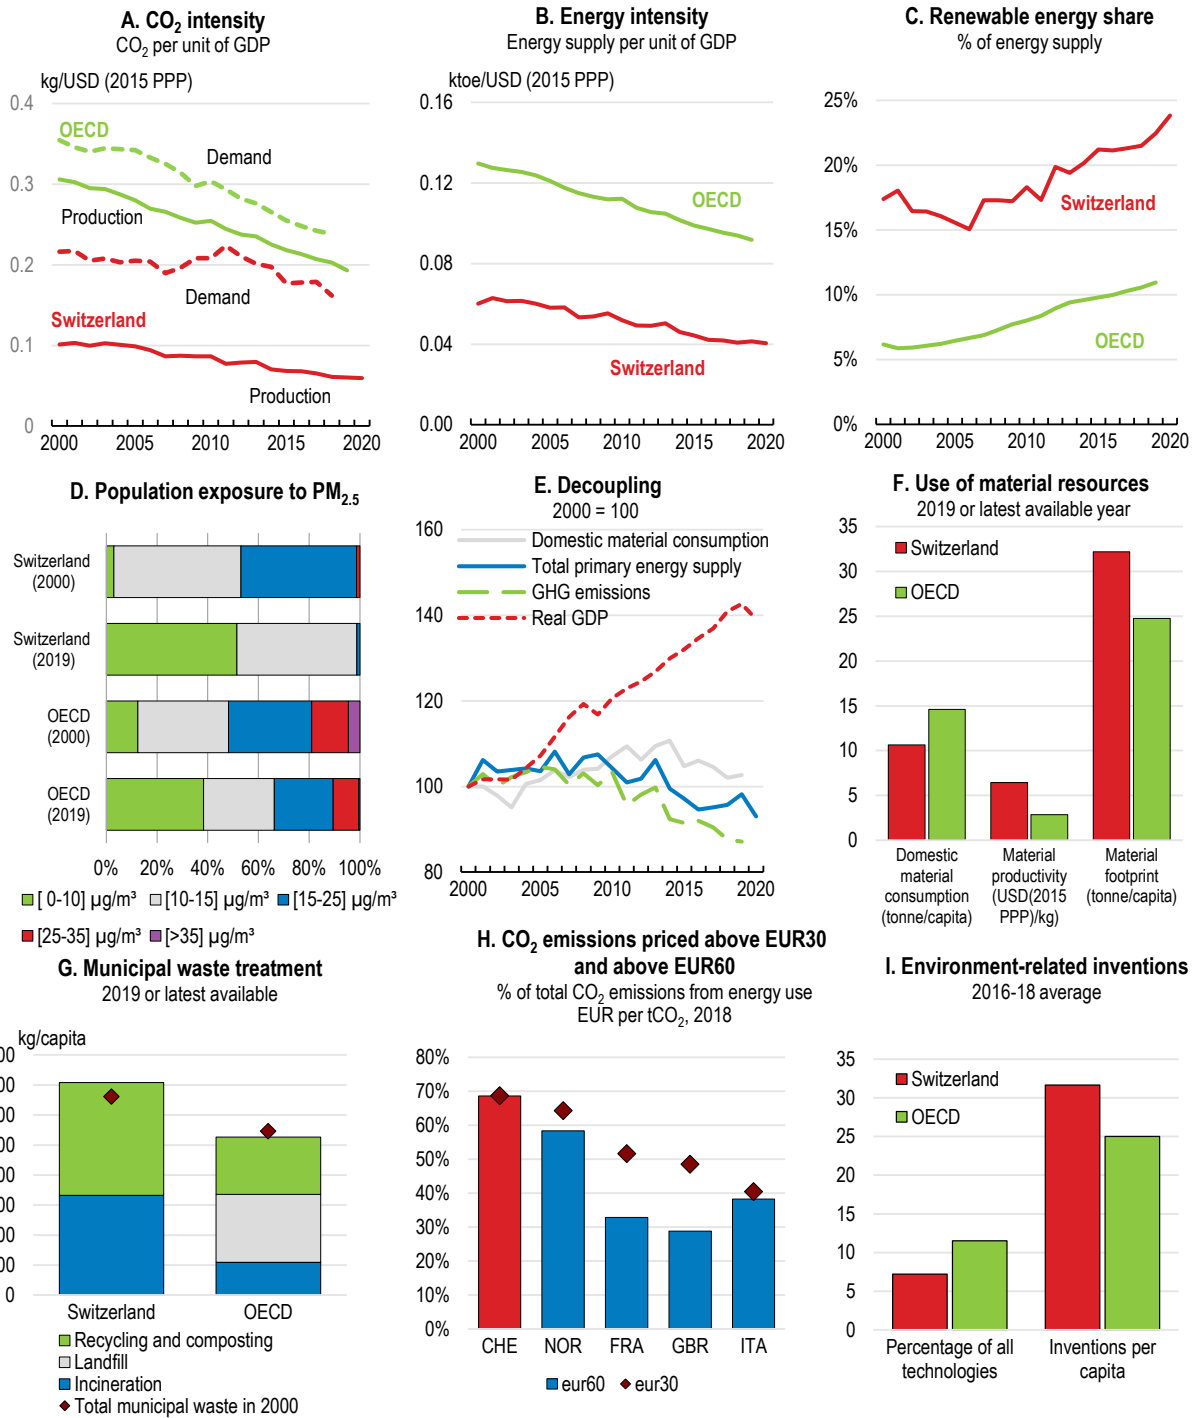 A. CO₂ intensity
CO₂ per unit of GDP
kg/USD (2015 PPP)
0.4
0.3
0.2
0.1
0
OECD
Demand
Production
Demand
Switzerland
Production
2000 2005 2010 2015 2020
B. Energy intensity
Energy supply per unit of GDP
ktoe/USD (2015 PPP)
0.16
0.12
0.08
0.04
0.00
OECD
Switzerland
2000 2005 2010 2015 2020
C. Renewable energy share
% of energy supply
25%
20%
15%
10%
5%
0%
Switzerland
OECD
2000 2005 2010 2015 2020
D. Population exposure to PM₂.₅
Switzerland
(2000)
Switzerland
(2019)
OECD
(2000)
OECD
(2019)
0% 20% 40% 60% 80% 100%
[ 0-10] µg/m³ [10-15] µg/m³ [15-25] µg/m³
[25-35] µg/m³ [>35] µg/m³
E. Decoupling
2000 = 100
160
140
120
100
80
Domestic material consumption
Total primary energy supply
GHG emissions
Real GDP
2000 2005 2010 2015 2020
F. Use of material resources
2019 or latest available year
35
30
25
20
15
10
5
0
Switzerland
OECD
Domestic
material
consumption
(tonne/capita)
Material
productivity
(USD(2015
PPP)/kg)
Material
footprint
(tonne/capita)
G. Municipal waste treatment
2019 or latest available
kg/capita
00
00
00
00
00
00
00
00
0
Switzerland OECD
Recycling and composting
Landfill
Incineration
Total municipal waste in 2000
H. CO₂ emissions priced above EUR30
and above EUR60
% of total CO₂ emissions from energy use
EUR per tCO₂, 2018
80%
70%
60%
50%
40%
30%
20%
10%
0%
CHE NOR FRA GBR ITA
eur60 eur30
I. Environment-related inventions
2016-18 average
35
30
25
20
15
10
5
0
Switzerland
OECD
Percentage of all
technologies
Inventions per
capita